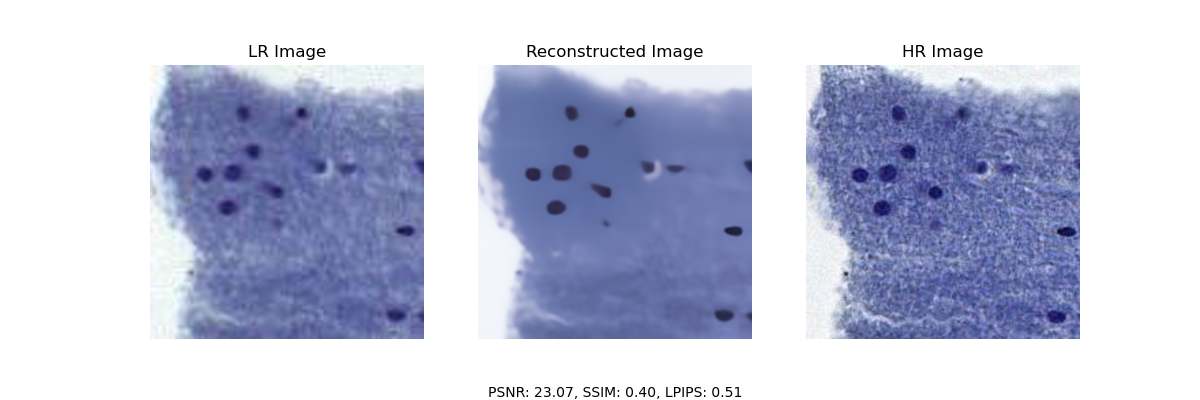 LR Image
Reconstructed Image
HR Image
PSNR: 23.07, SSIM: 0.40, LPIPS: 0.51